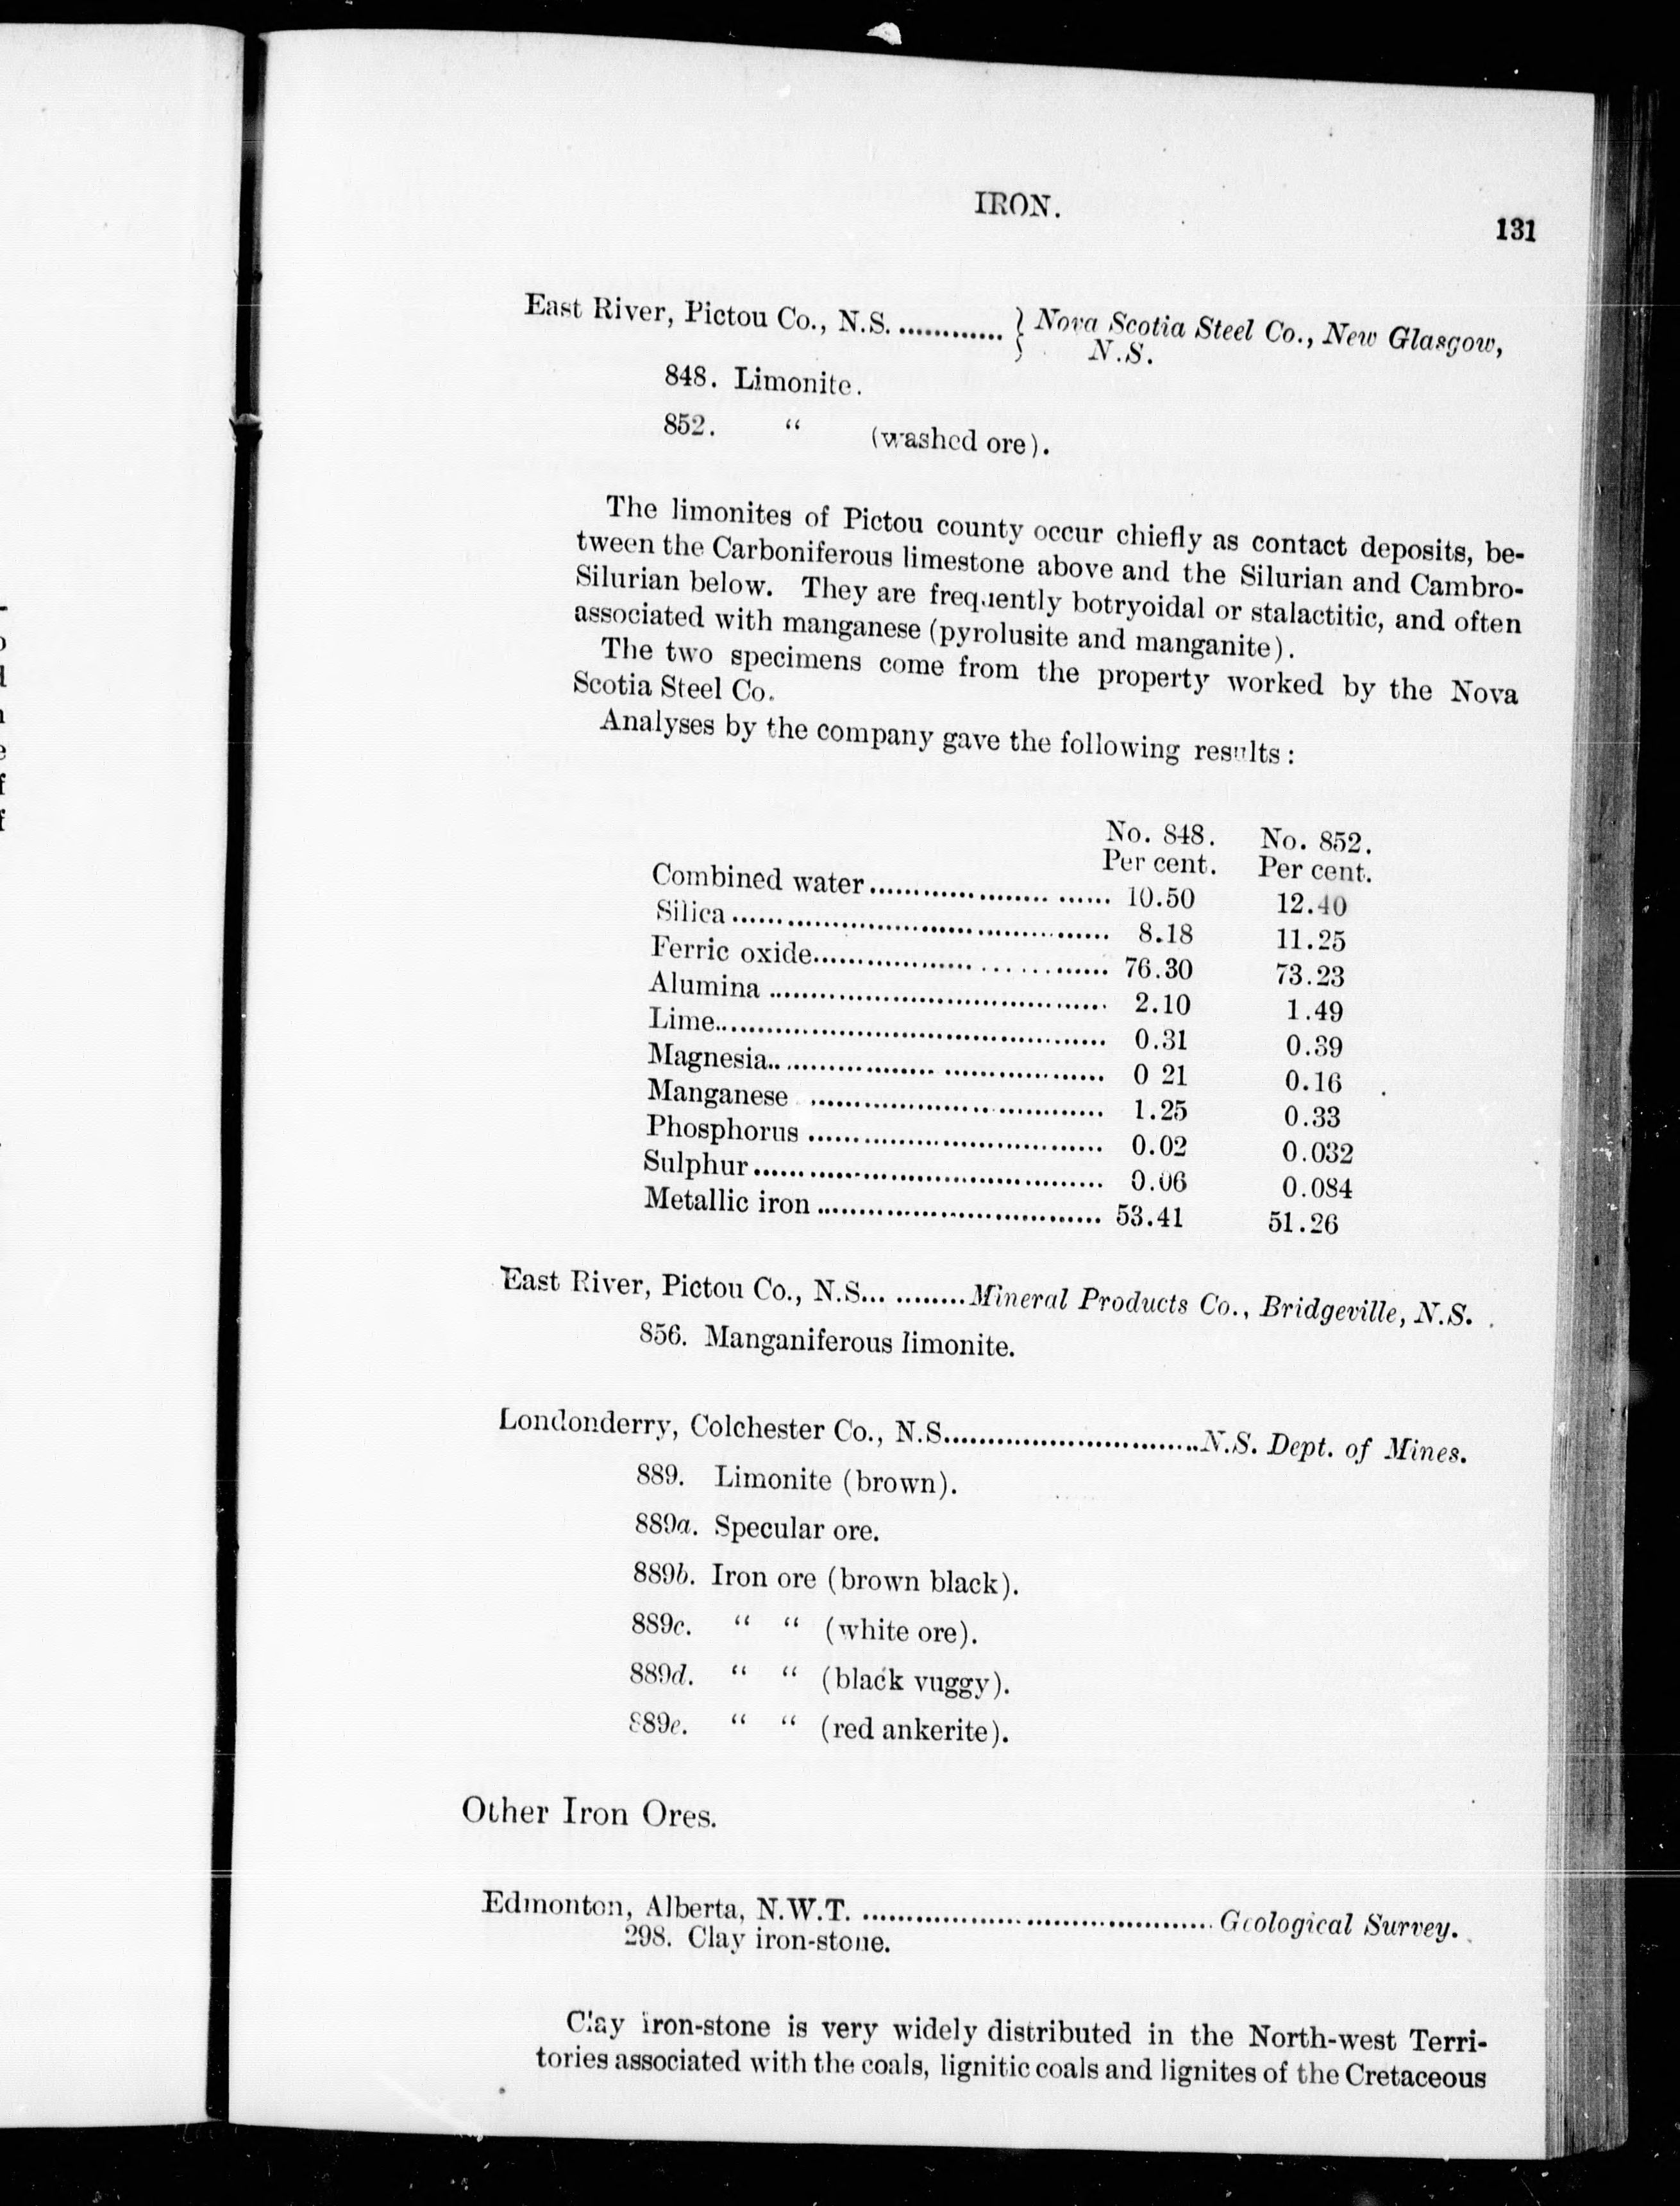 IRON.
131
East River, Pictou Co., N.S. ............ } Nova Scotia Steel Co., New Glasgow,
N.S.
848. Limonite.
852. “ (washed ore).
The limonites of Pictou county occur chiefly as contact deposits, be-
tween the Carboniferous limestone above and the Silurian and Cambro-
Silurian below. They are frequently botryoidal or stalactitic, and often
associated with manganese (pyrolusite and manganite).
The two specimens come from the property worked by the Nova
Scotia Steel Co.
Analyses by the company gave the following results:
No. 848. No. 852.
Per cent. Per cent.
Combined water........................... 10.50 12.40
Silica........................................ 8.18 11.25
Ferric oxide................................ 76.30 73.23
Alumina .................................... 2.10 1.49
Lime.......................................... 0.31 0.39
Magnesia.................................... 0 21 0.16
Manganese ................................. 1.25 0.33
Phosphorus ................................ 0.02 0.032
Sulphur...................................... 0.06 0.084
Metallic iron ............................... 53.41 51.26
East River, Pictou Co., N.S... .........Mineral Products Co., Bridgeville, N.S.
856. Manganiferous limonite.
Londonderry, Colchester Co., N.S..............................N.S. Dept. of Mines.
889. Limonite (brown).
889a. Specular ore.
889b. Iron ore (brown black).
889c. “ “ (white ore).
889d. “ “ (black vuggy).
889e. “ “ (red ankerite).
Other Iron Ores.
Edmonton, Alberta, N.W.T. .......................................Geological Survey.
298. Clay iron-stone.
Clay iron-stone is very widely distributed in the North-west Terri-
tories associated with the coals, lignitic coals and lignites of the Cretaceous